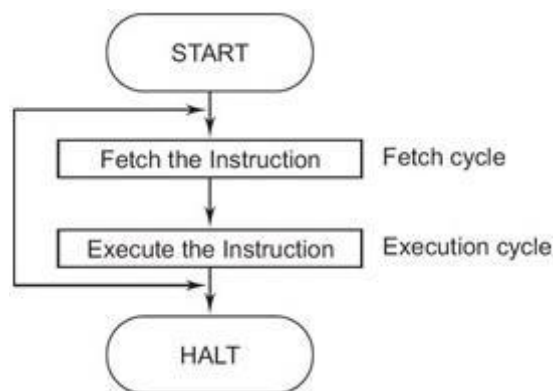 START
Fetch the Instruction
Fetch cycle
Execute the Instruction
Execution cycle
HALT